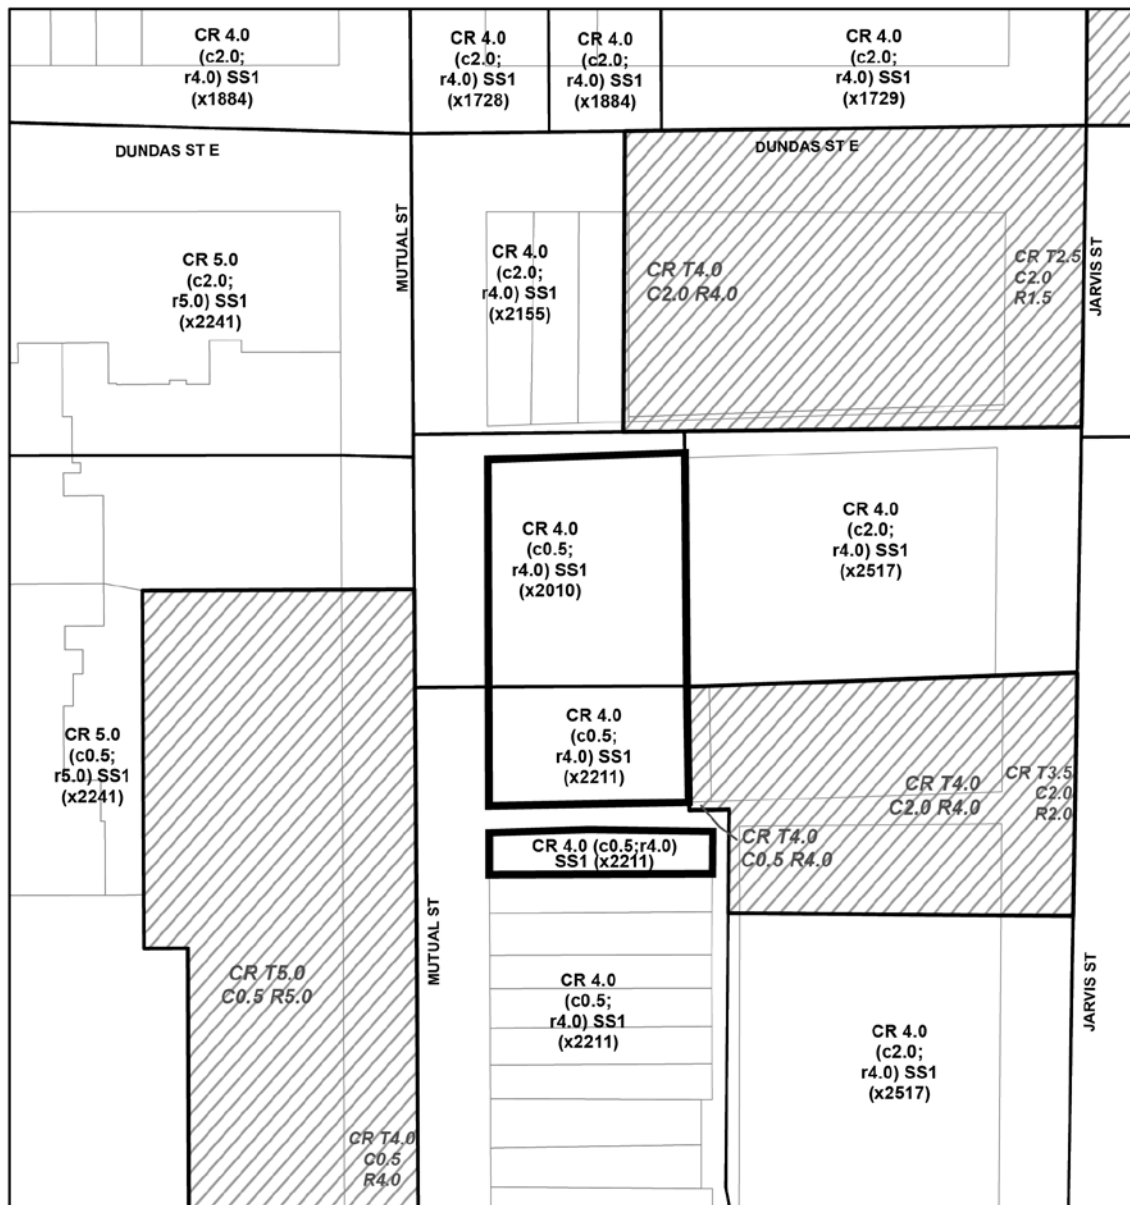 CR 4.0
(c2.0;
r4.0) SS1
(x1884)
CR 4.0
(c2.0;
r4.0) SS1
(x1728)
CR 4.0
(c2.0;
r4.0) SS1
(x1884)
CR 4.0
(c2.0;
r4.0) SS1
(x1729)
DUNDAS ST E
DUNDAS ST E
MUTUAL ST
JARVIS ST
CR 5.0
(c2.0;
r5.0) SS1
(x2241)
CR 4.0
(c2.0;
r4.0) SS1
(x2155)
CR T4.0
C2.0 R4.0
CR T2.5
C2.0
R1.5
CR 4.0
(c0.5;
r4.0) SS1
(x2010)
CR 4.0
(c2.0;
r4.0) SS1
(x2517)
CR 5.0
(c0.5;
r5.0) SS1
(x2241)
CR 4.0
(c0.5;
r4.0) SS1
(x2211)
CR T4.0
C2.0 R4.0
CR T3.5
C2.0
R2.0
CR T4.0
C0.5 R4.0
CR 4.0 (c0.5;r4.0)
SS1 (x2211)
MUTUAL ST
JARVIS ST
CR T5.0
C0.5 R5.0
CR 4.0
(c0.5;
r4.0) SS1
(x2211)
CR 4.0
(c2.0;
r4.0) SS1
(x2517)
CR T4.0
C0.5
R4.0